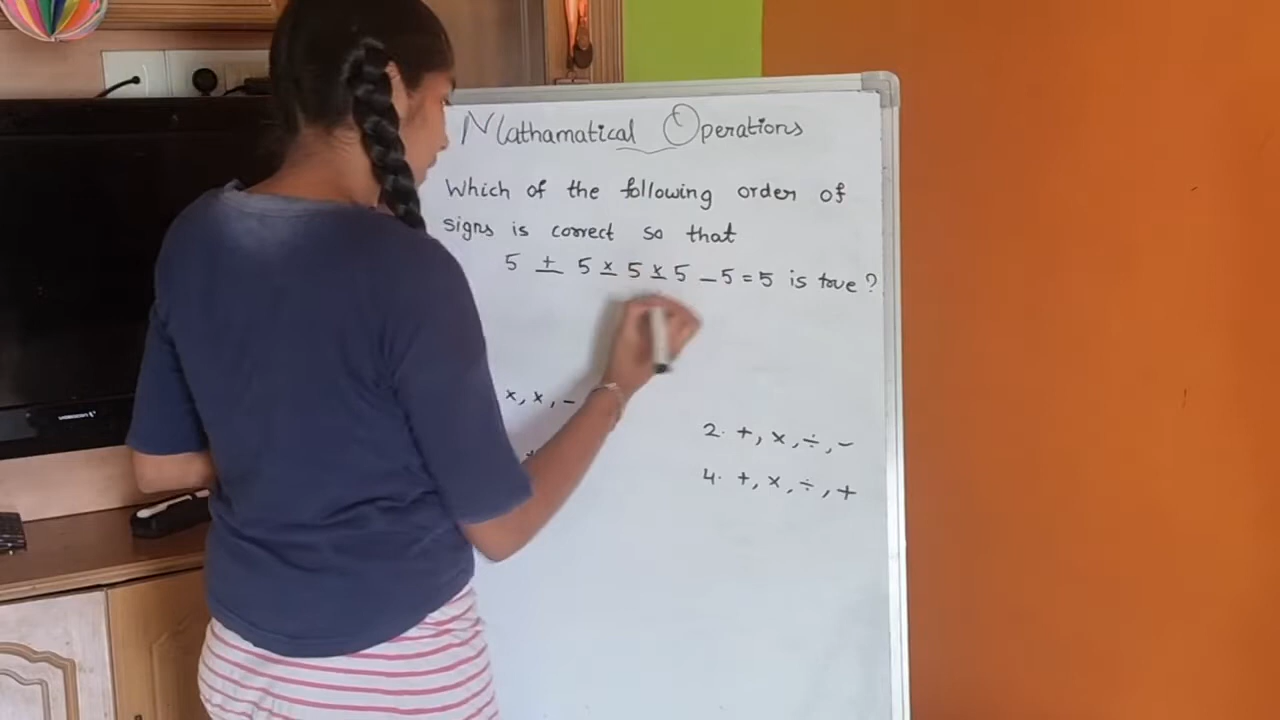 Mathamatical Operations
Which of the following order of
signs is correct so that
5 + 5 × 5 × 5 _ 5 = 5 is true ?
×, ×, -
2. +, ×, ÷, -
4. +, ×, ÷, +